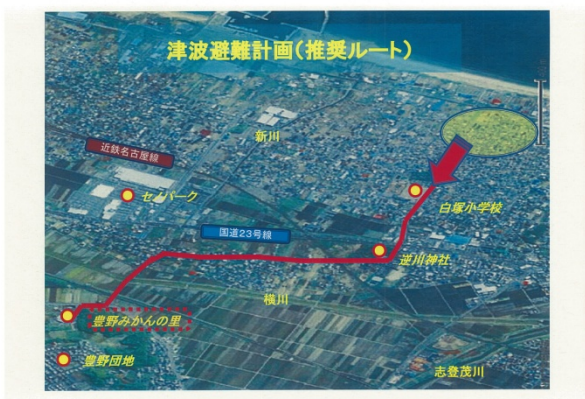 津波避難計画(推奨ルート)
新川
近鉄名古屋線
セノパーク
白塚小学校
国道23号線
逆川神社
横川
豊野みかんの里
豊野団地
志登茂川